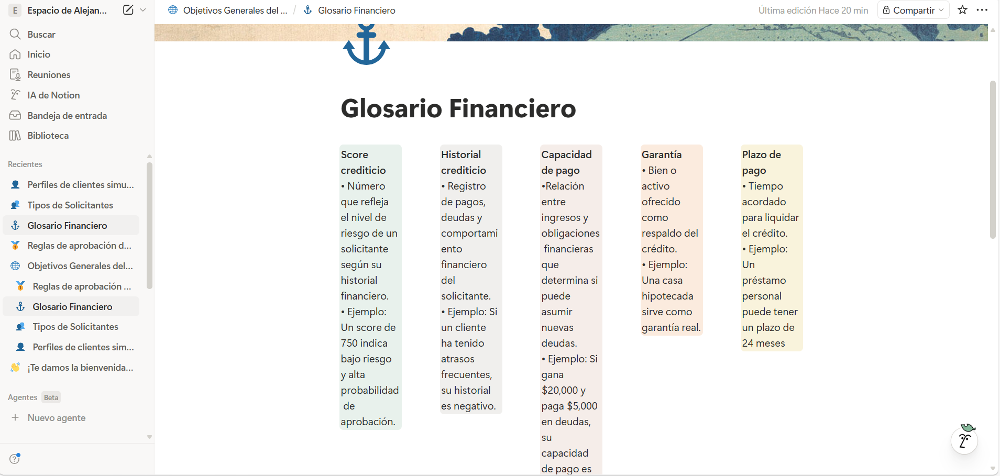 E Espacio de Alejan...
Buscar
Inicio
Reuniones
IA de Notion
Bandeja de entrada
Biblioteca
Recientes
Perfiles de clientes simu...
Tipos de Solicitantes
Glosario Financiero
Reglas de aprobación d...
Objetivos Generales del...
Reglas de aprobación ...
Glosario Financiero
Tipos de Solicitantes
Perfiles de clientes sim...
¡Te damos la bienvenida...
Agentes Beta
+ Nuevo agente
?
Objetivos Generales del ... / Glosario Financiero
Última edición Hace 20 min
Compartir
Glosario Financiero
Score
crediticio
• Número
que refleja
el nivel de
riesgo de un
solicitante
según su
historial
financiero.
• Ejemplo:
Un score de
750 indica
bajo riesgo
y alta
probabilidad
de
aprobación.
Historial
crediticio
• Registro
de pagos,
deudas y
comportami
ento
financiero
del
solicitante.
• Ejemplo: Si
un cliente
ha tenido
atrasos
frecuentes,
su historial
es negativo.
Capacidad
de pago
•Relación
entre
ingresos y
obligaciones
financieras
que
determina si
puede
asumir
nuevas
deudas.
• Ejemplo: Si
gana
$20,000 y
paga $5,000
en deudas,
su
capacidad
de pago es
Garantía
• Bien o
activo
ofrecido
como
respaldo del
crédito.
• Ejemplo:
Una casa
hipotecada
sirve como
garantía real.
Plazo de
pago
• Tiempo
acordado
para liquidar
el crédito.
• Ejemplo:
Un
préstamo
personal
puede tener
un plazo de
24 meses